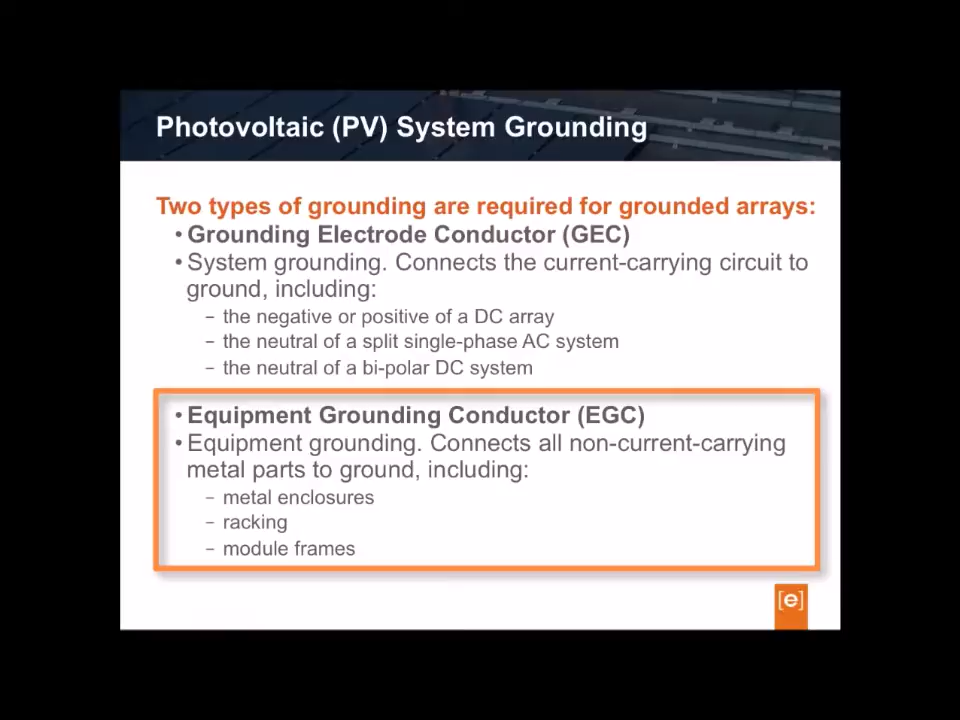 Photovoltaic (PV) System Grounding
Two types of grounding are required for grounded arrays:
• Grounding Electrode Conductor (GEC)
• System grounding. Connects the current-carrying circuit to
ground, including:
– the negative or positive of a DC array
– the neutral of a split single-phase AC system
– the neutral of a bi-polar DC system
• Equipment Grounding Conductor (EGC)
• Equipment grounding. Connects all non-current-carrying
metal parts to ground, including:
– metal enclosures
– racking
– module frames
[e]